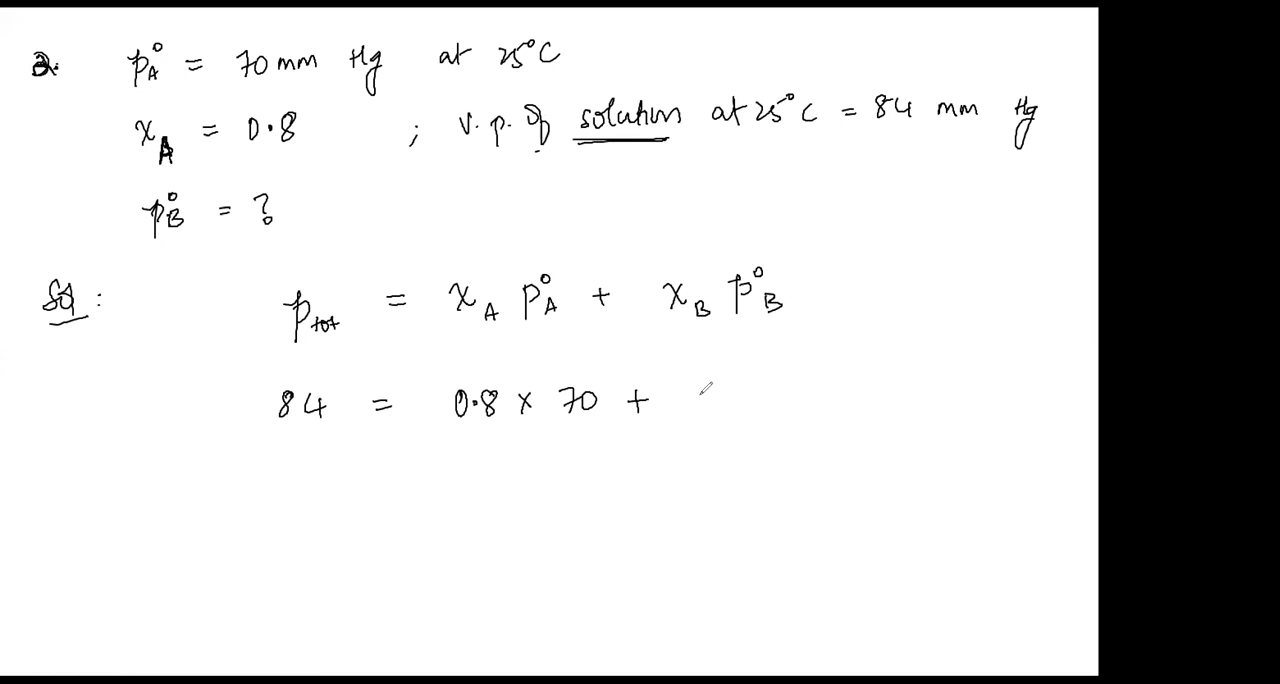 2. p°A = 70 mm Hg at 25°C
xA = 0.8 ; v.p. of solution at 25°C = 84 mm Hg
p°B = ?
Sol :
ptot = xA p°A + xB p°B
84 = 0.8 × 70 +